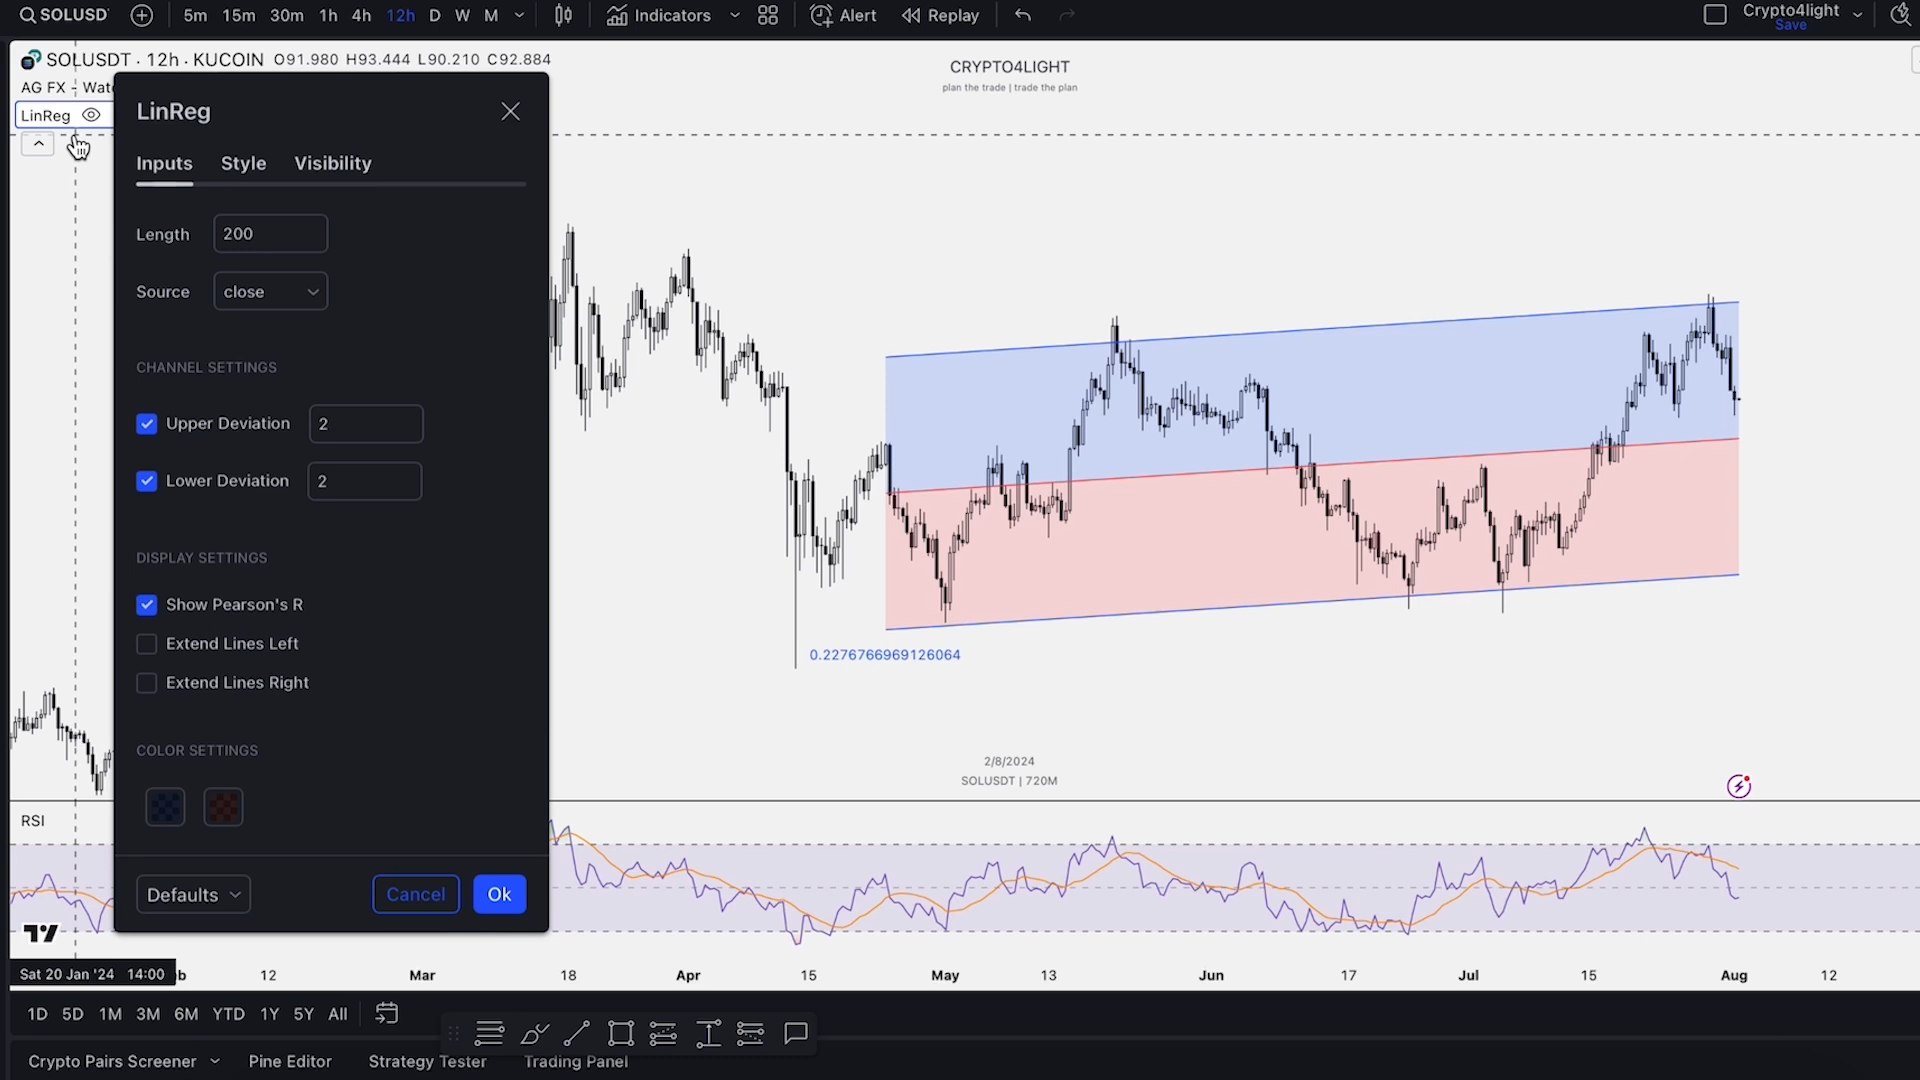 SOLUSD 5m 15m 30m 1h 4h 12h D W M Indicators Alert Replay Crypto4light
Save
SOLUSDT · 12h · KUCOIN O91.980 H93.444 L90.210 C92.884
AG FX - Wat
LinReg
CRYPTO4LIGHT
plan the trade | trade the plan
LinReg
Inputs Style Visibility
Length 200
Source close
CHANNEL SETTINGS
Upper Deviation 2
Lower Deviation 2
DISPLAY SETTINGS
Show Pearson's R
Extend Lines Left
Extend Lines Right
COLOR SETTINGS
Defaults Cancel Ok
0.2276766969126064
2/8/2024
SOLUSDT | 720M
RSI
Sat 20 Jan '24 14:00 12 Mar 18 Apr 15 May 13 Jun 17 Jul 15 Aug 12
1D 5D 1M 3M 6M YTD 1Y 5Y All
Crypto Pairs Screener Pine Editor Strategy Tester Trading Panel